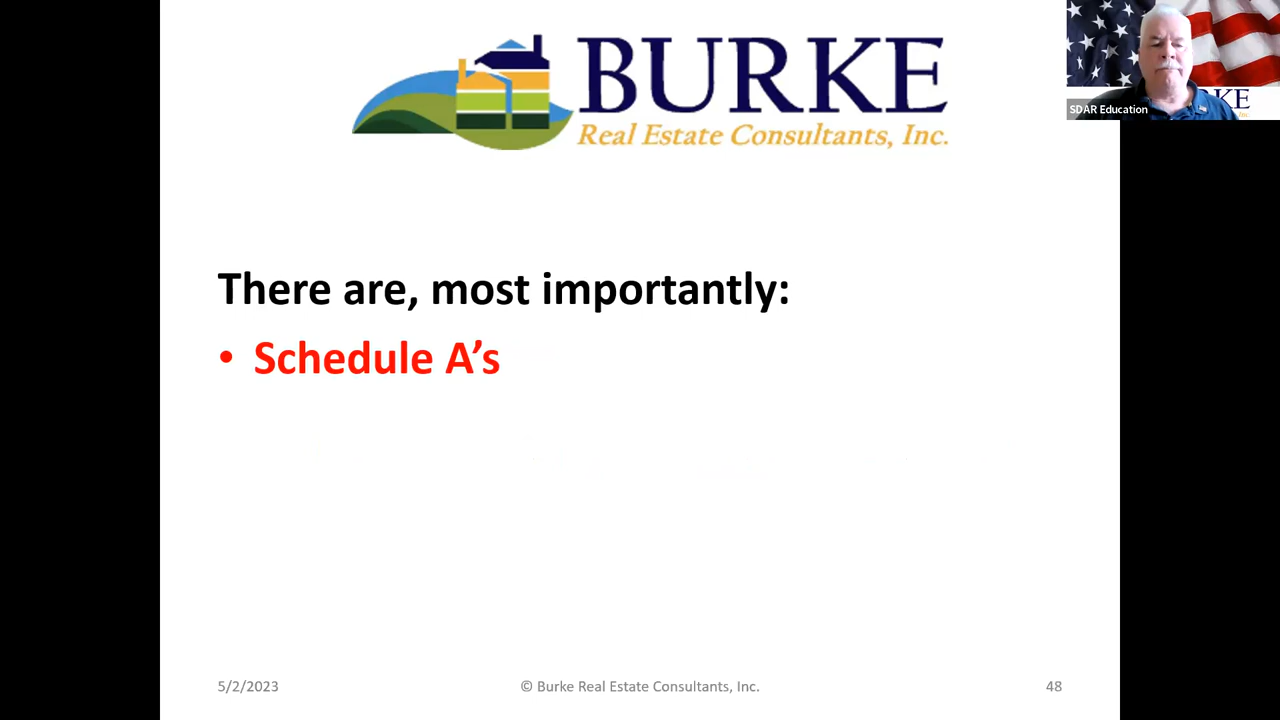 BURKE
Real Estate Consultants, Inc.
SDAR Education
There are, most importantly:
• Schedule A’s
5/2/2023
© Burke Real Estate Consultants, Inc.
48